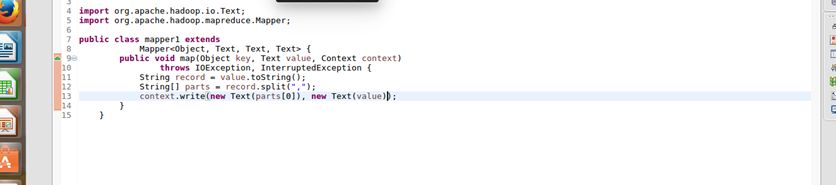 3
4 import org.apache.hadoop.io.Text;
5 import org.apache.hadoop.mapreduce.Mapper;
6
7 public class mapper1 extends
8 Mapper<Object, Text, Text, Text> {
9 public void map(Object key, Text value, Context context)
10 throws IOException, InterruptedException {
11 String record = value.toString();
12 String[] parts = record.split(",");
13 context.write(new Text(parts[0]), new Text(value));
14 }
15 }